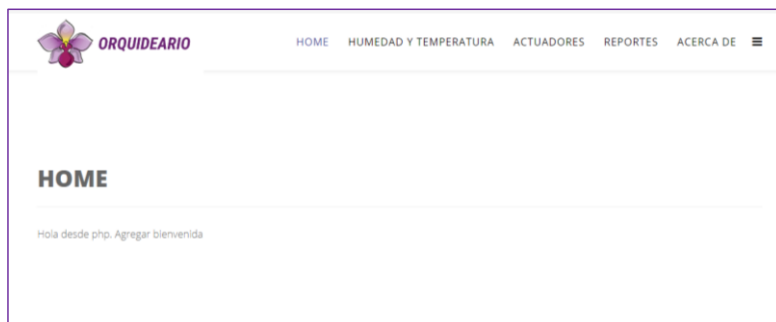 ORQUIDEARIO
HOME HUMEDAD Y TEMPERATURA ACTUADORES REPORTES ACERCA DE
HOME
Hola desde php. Agregar bienvenida